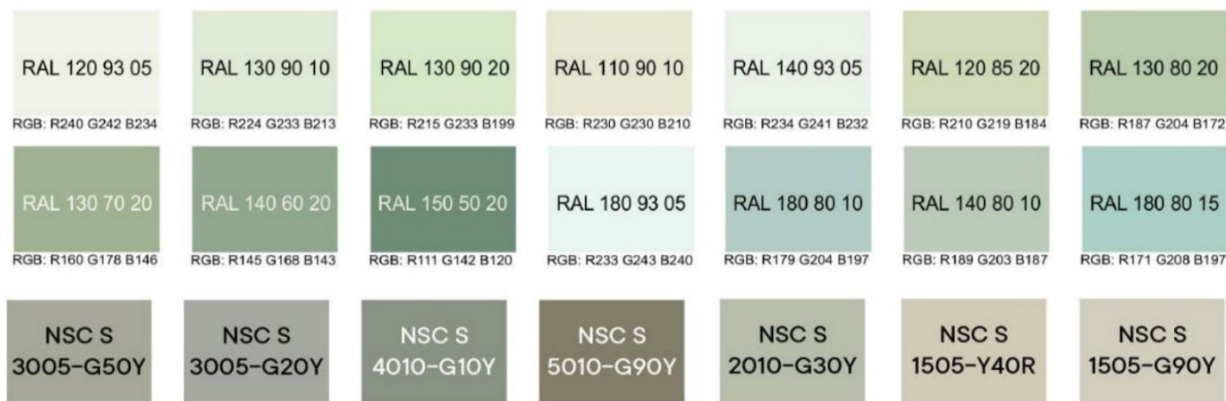 RAL 120 93 05
RAL 130 90 10
RAL 130 90 20
RAL 110 90 10
RAL 140 93 05
RAL 120 85 20
RAL 130 80 20
RGB: R240 G242 B234
RGB: R224 G233 B213
RGB: R215 G233 B199
RGB: R230 G230 B210
RGB: R234 G241 B232
RGB: R210 G219 B184
RGB: R187 G204 B172
RAL 130 70 20
RAL 140 60 20
RAL 150 50 20
RAL 180 93 05
RAL 180 80 10
RAL 140 80 10
RAL 180 80 15
RGB: R160 G178 B146
RGB: R145 G168 B143
RGB: R111 G142 B120
RGB: R233 G243 B240
RGB: R179 G204 B197
RGB: R189 G203 B187
RGB: R171 G208 B197
NSC S
3005-G50Y
NSC S
3005-G20Y
NSC S
4010-G10Y
NSC S
5010-G90Y
NSC S
2010-G30Y
NSC S
1505-Y40R
NSC S
1505-G90Y